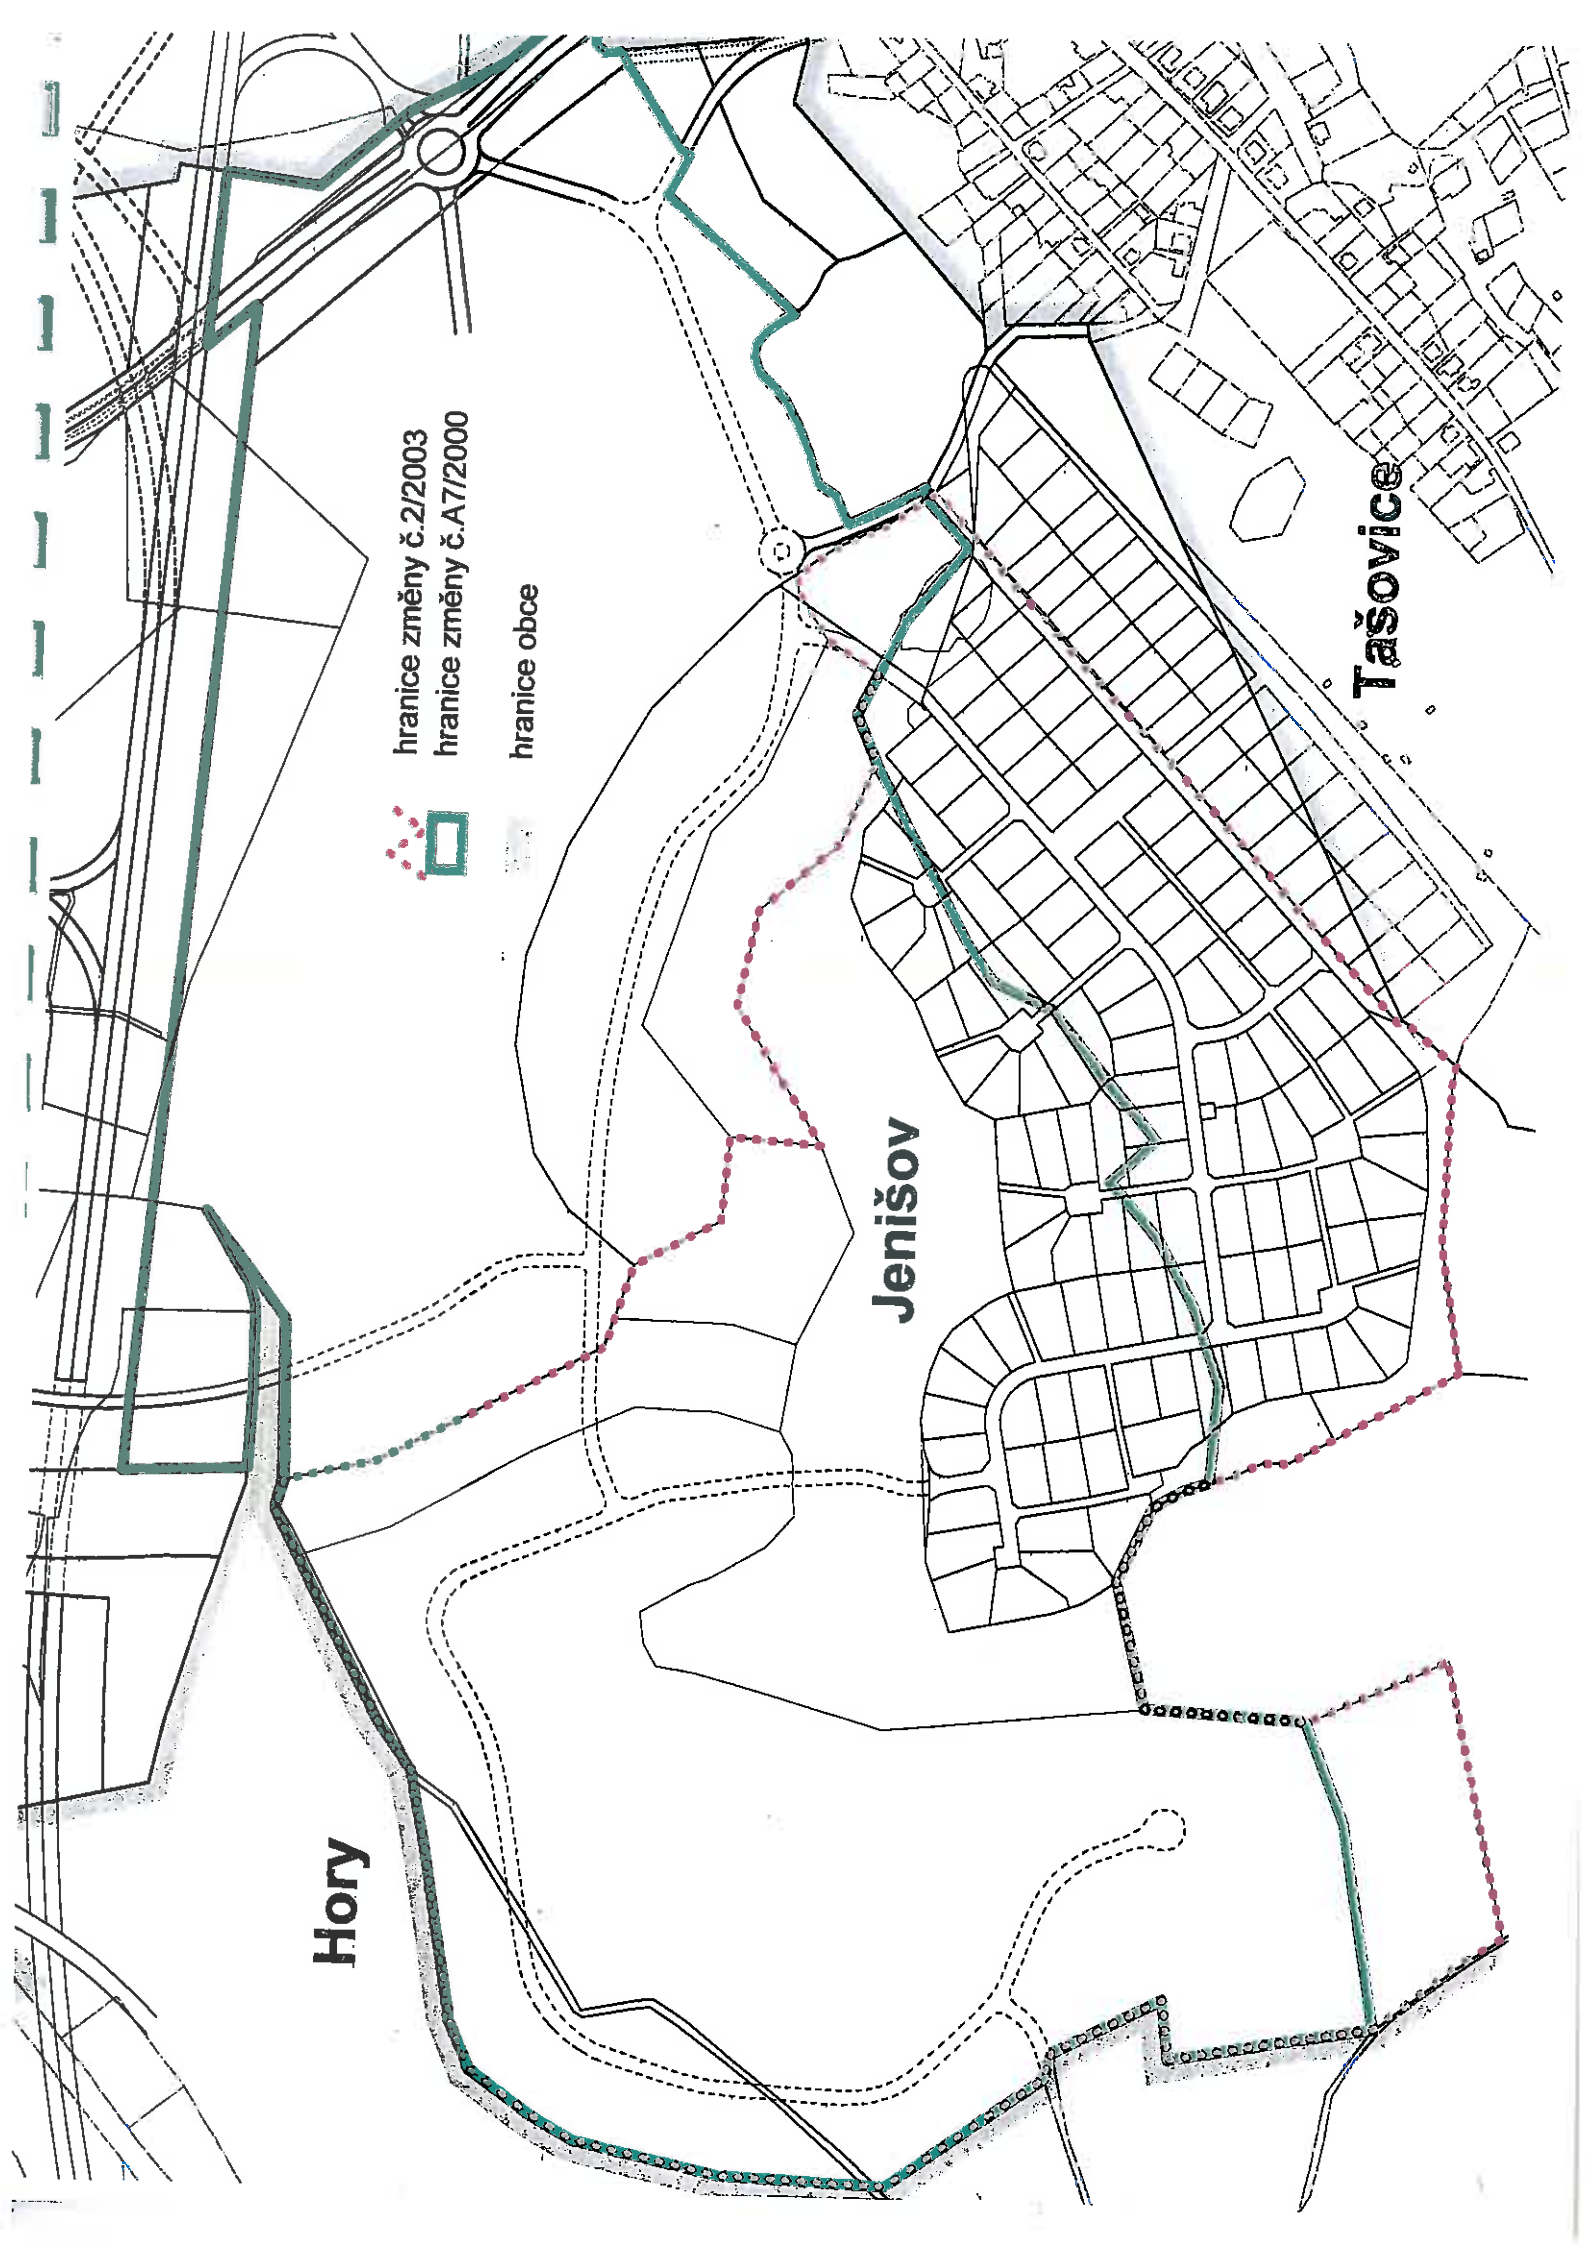 hranice změny č.2/2003
hranice změny č.A7/2000
hranice obce
Tašovice
Jenišov
Hory